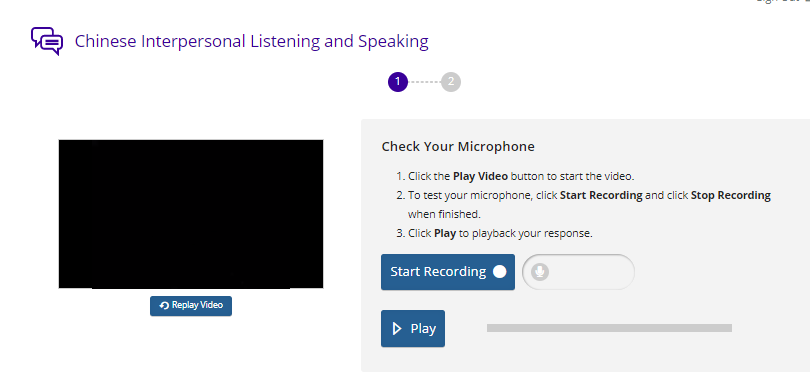 Chinese Interpersonal Listening and Speaking
1 2
Check Your Microphone
1. Click the Play Video button to start the video.
2. To test your microphone, click Start Recording and click Stop Recording
when finished.
3. Click Play to playback your response.
Start Recording
Replay Video
Play